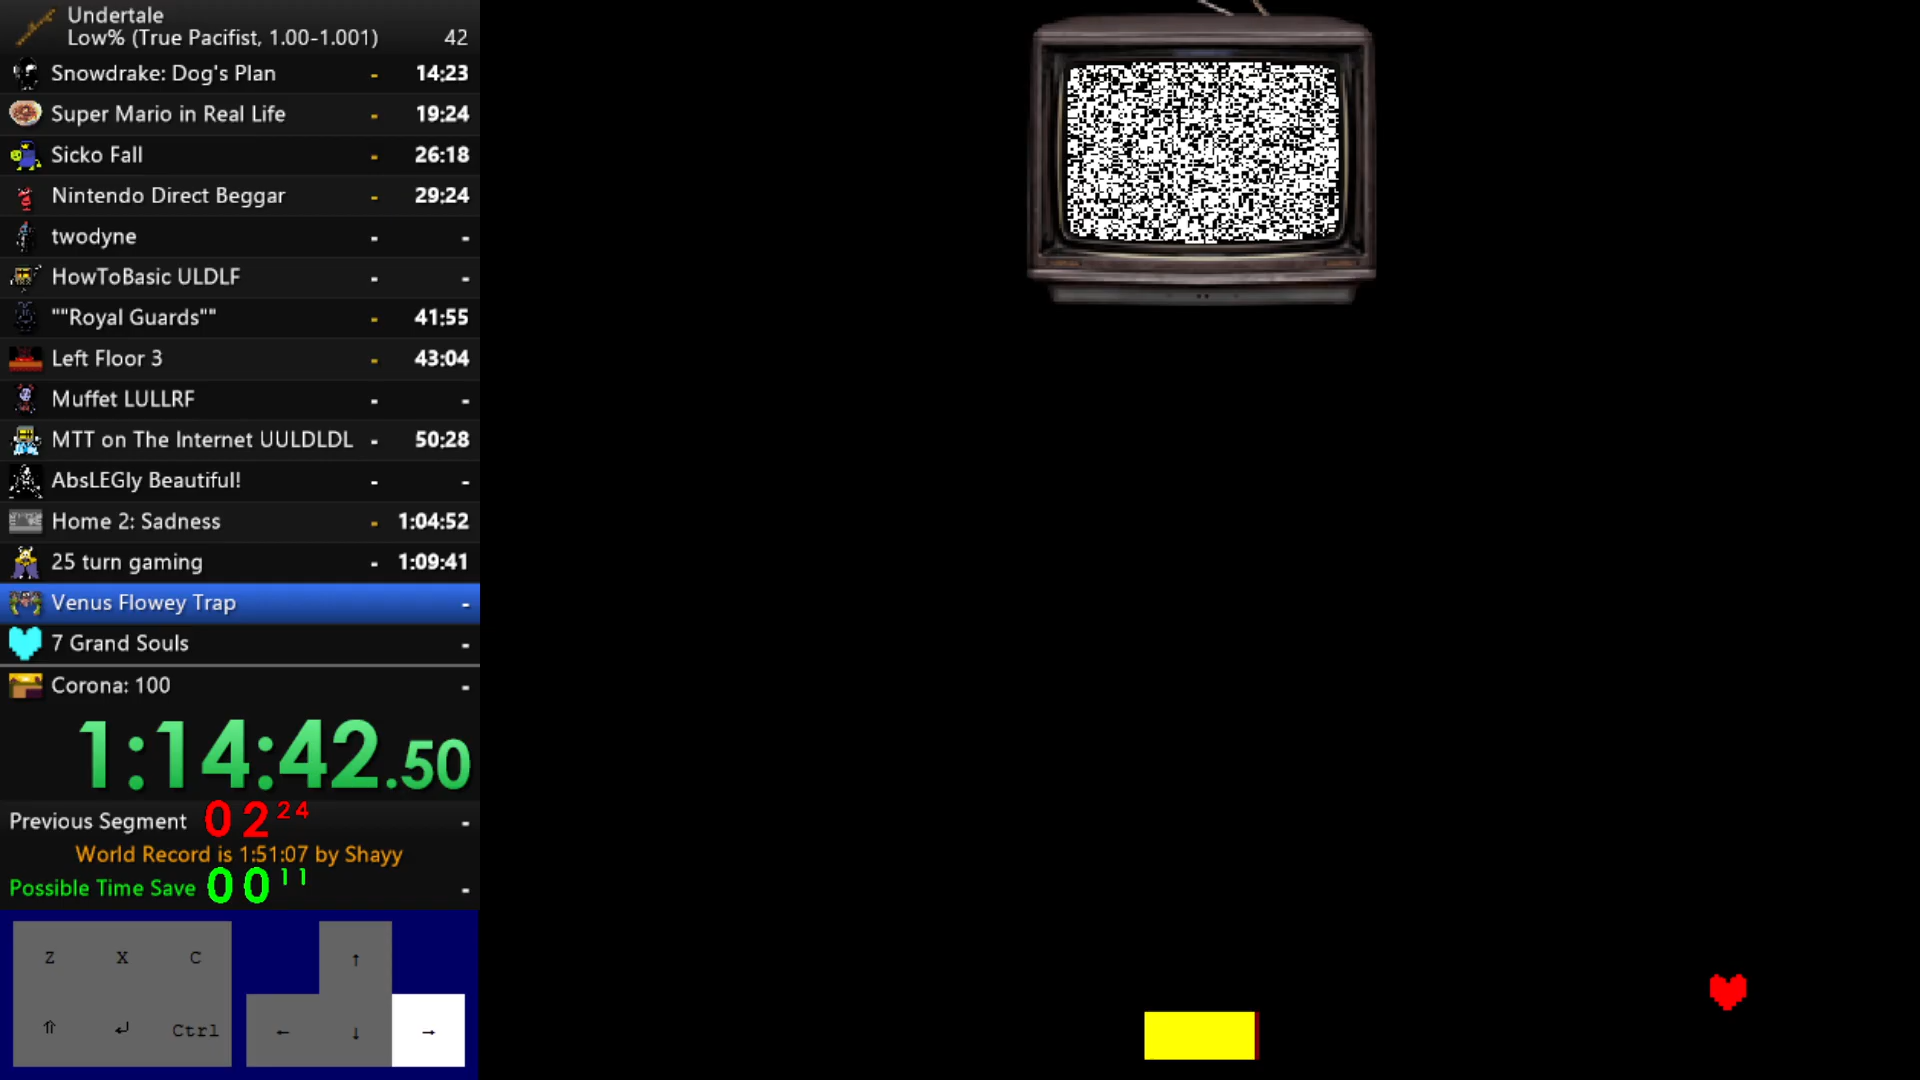 Undertale
Low% (True Pacifist, 1.00-1.001) 42
Snowdrake: Dog's Plan - 14:23
Super Mario in Real Life - 19:24
Sicko Fall - 26:18
Nintendo Direct Beggar - 29:24
twodyne - -
HowToBasic ULDLF - -
""Royal Guards"" - 41:55
Left Floor 3 - 43:04
Muffet LULLRF - -
MTT on The Internet UULDLDL - 50:28
AbsLEGly Beautiful! - -
Home 2: Sadness - 1:04:52
25 turn gaming - 1:09:41
Venus Flowey Trap -
7 Grand Souls -
Corona: 100 -
1:14:42.50
Previous Segment 02 24 -
World Record is 1:51:07 by Shayy
Possible Time Save 00 11 -
Z X C ↑
⇧ ↵ Ctrl ← ↓ →